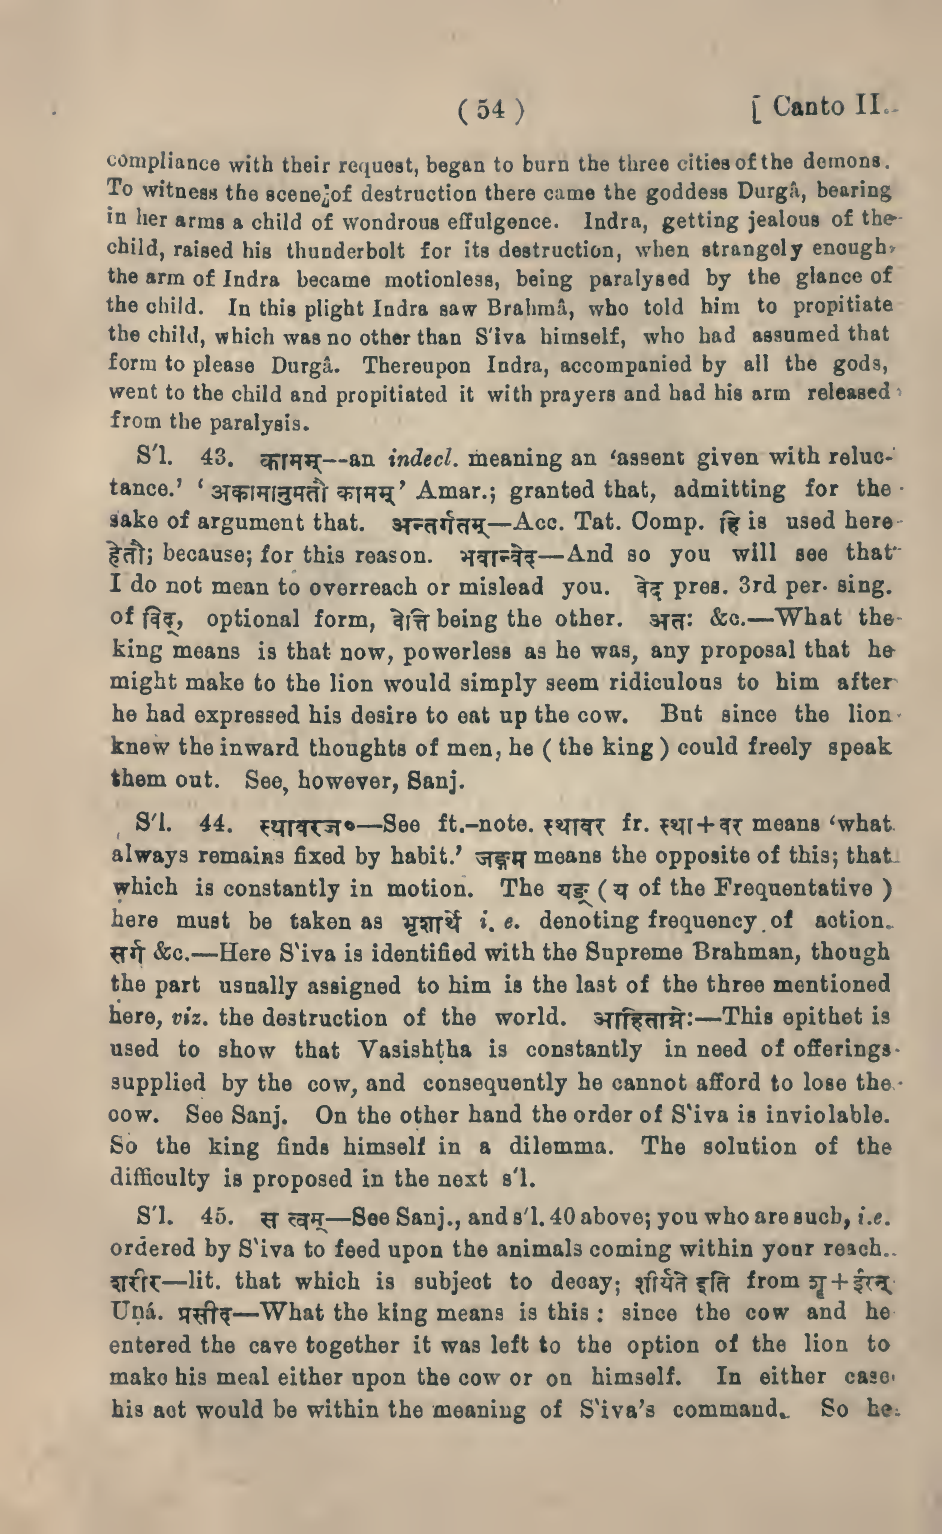 ( 54 ) [ Canto II.
compliance with their request, began to burn the three cities of the demons.
To witness the scene of destruction there came the goddess Durgâ, bearing
in her arms a child of wondrous effulgence. Indra, getting jealous of the
child, raised his thunderbolt for its destruction, when strangely enough,
the arm of Indra became motionless, being paralysed by the glance of
the child. In this plight Indra saw Brahmâ, who told him to propitiate
the child, which was no other than S'iva himself, who had assumed that
form to please Durgâ. Thereupon Indra, accompanied by all the gods,
went to the child and propitiated it with prayers and had his arm released
from the paralysis.
S'l. 43. कामम्--an indecl. meaning an ‘assent given with reluc-
tance.’ ‘ अकामानुमतौ कामम् ’ Amar.; granted that, admitting for the
sake of argument that. अन्तर्गतम्—Acc. Tat. Comp. हि is used here
हेतौ; because; for this reason. भवान्वेद—And so you will see that
I do not mean to overreach or mislead you. वेद pres. 3rd per. sing.
of विद्, optional form, वेत्ति being the other. अतः &c.—What the
king means is that now, powerless as he was, any proposal that he
might make to the lion would simply seem ridiculous to him after
he had expressed his desire to eat up the cow. But since the lion
knew the inward thoughts of men, he ( the king ) could freely speak
them out. See, however, Sanj.
S'l. 44. स्थावरज०—See ft.-note. स्थावर fr. स्था+वर means ‘what
always remains fixed by habit.’ जङ्गम means the opposite of this; that
which is constantly in motion. The यङ् ( य of the Frequentative )
here must be taken as भृशार्थे i. e. denoting frequency of action.
सर्ग &c.—Here S'iva is identified with the Supreme Brahman, though
the part usually assigned to him is the last of the three mentioned
here, viz. the destruction of the world. आहिताग्नेः—This epithet is
used to show that Vasishṭha is constantly in need of offerings
supplied by the cow, and consequently he cannot afford to lose the
cow. See Sanj. On the other hand the order of S'iva is inviolable.
So the king finds himself in a dilemma. The solution of the
difficulty is proposed in the next s'l.
S'l. 45. स त्वम्—See Sanj., and s'l. 40 above; you who are such, i.e.
ordered by S'iva to feed upon the animals coming within your reach.
शरीर—lit. that which is subject to decay; शीर्यते इति from शॄ+ईरन्
Uṇá. प्रसीद—What the king means is this : since the cow and he
entered the cave together it was left to the option of the lion to
make his meal either upon the cow or on himself. In either case
his act would be within the meaning of S'iva’s command. So he